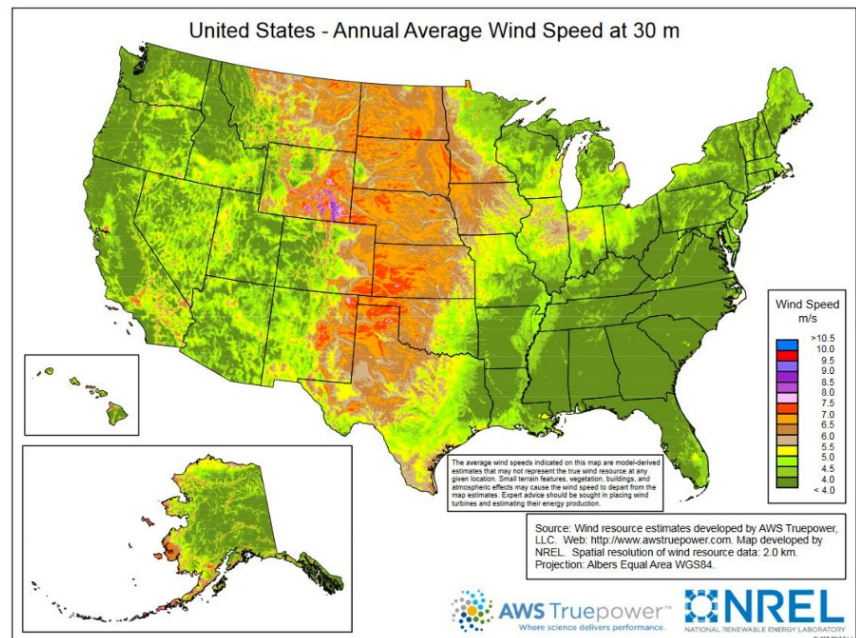 United States - Annual Average Wind Speed at 30 m
Wind Speed
m/s
>10.5
10.0
9.5
9.0
8.5
8.0
7.5
7.0
6.5
6.0
5.5
5.0
4.5
4.0
< 4.0
The average wind speeds indicated on this map are model-derived
estimates that may not represent the true wind resource at any
given location. Small terrain features, vegetation, buildings, and
atmospheric effects may cause the wind speed to depart from the
map estimates. Expert advice should be sought in placing wind
turbines and estimating their energy production.
Source: Wind resource estimates developed by AWS Truepower,
LLC. Web: http://www.awstruepower.com. Map developed by
NREL. Spatial resolution of wind resource data: 2.0 km.
Projection: Albers Equal Area WGS84.
AWS Truepower™
Where science delivers performance.
NREL
NATIONAL RENEWABLE ENERGY LABORATORY